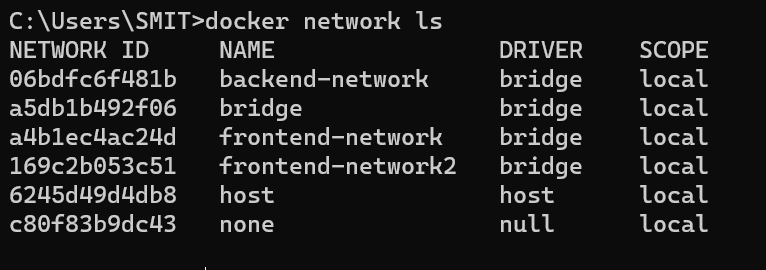 C:\Users\SMIT>docker network ls
NETWORK ID     NAME                DRIVER    SCOPE
06bdfc6f481b   backend-network     bridge    local
a5db1b492f06   bridge              bridge    local
a4b1ec4ac24d   frontend-network    bridge    local
169c2b053c51   frontend-network2   bridge    local
6245d49d4db8   host                host      local
c80f83b9dc43   none                null      local